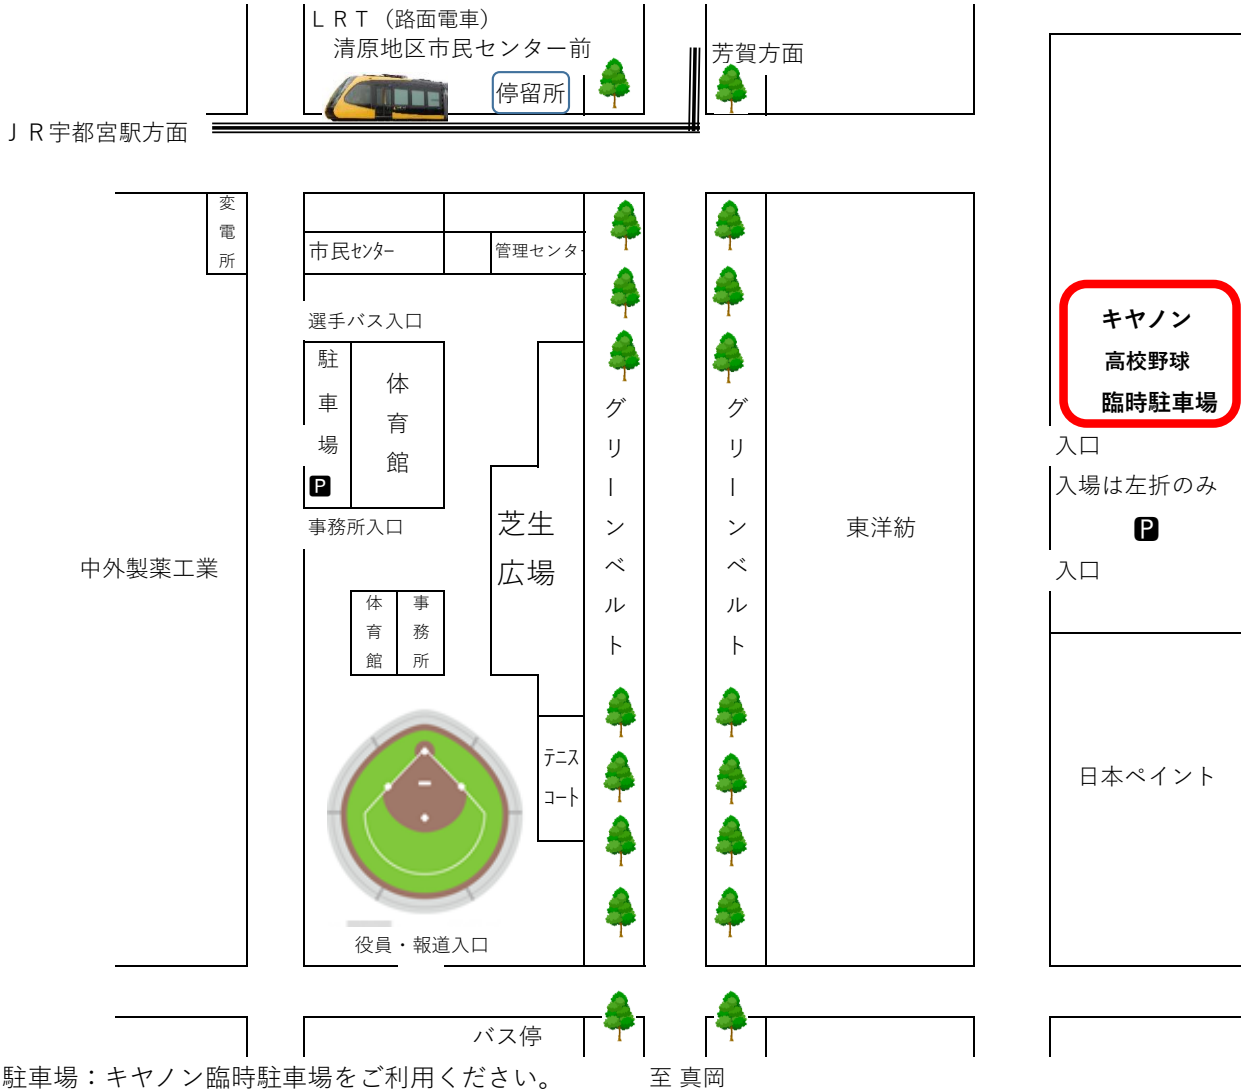 ＬＲＴ（路面電車）
清原地区市民センター前
芳賀方面
停留所
ＪＲ宇都宮駅方面
変電所
市民ｾﾝﾀｰ
管理センター
選手バス入口
駐車場
体育館
P
事務所入口
芝生
広場
グリーンベルト
グリーンベルト
東洋紡
中外製薬工業
キヤノン
高校野球
臨時駐車場
入口
入場は左折のみ
P
入口
体育館
事務所
ﾃﾆｽ
ｺｰﾄ
日本ペイント
役員・報道入口
バス停
駐車場：キヤノン臨時駐車場をご利用ください。
至 真岡